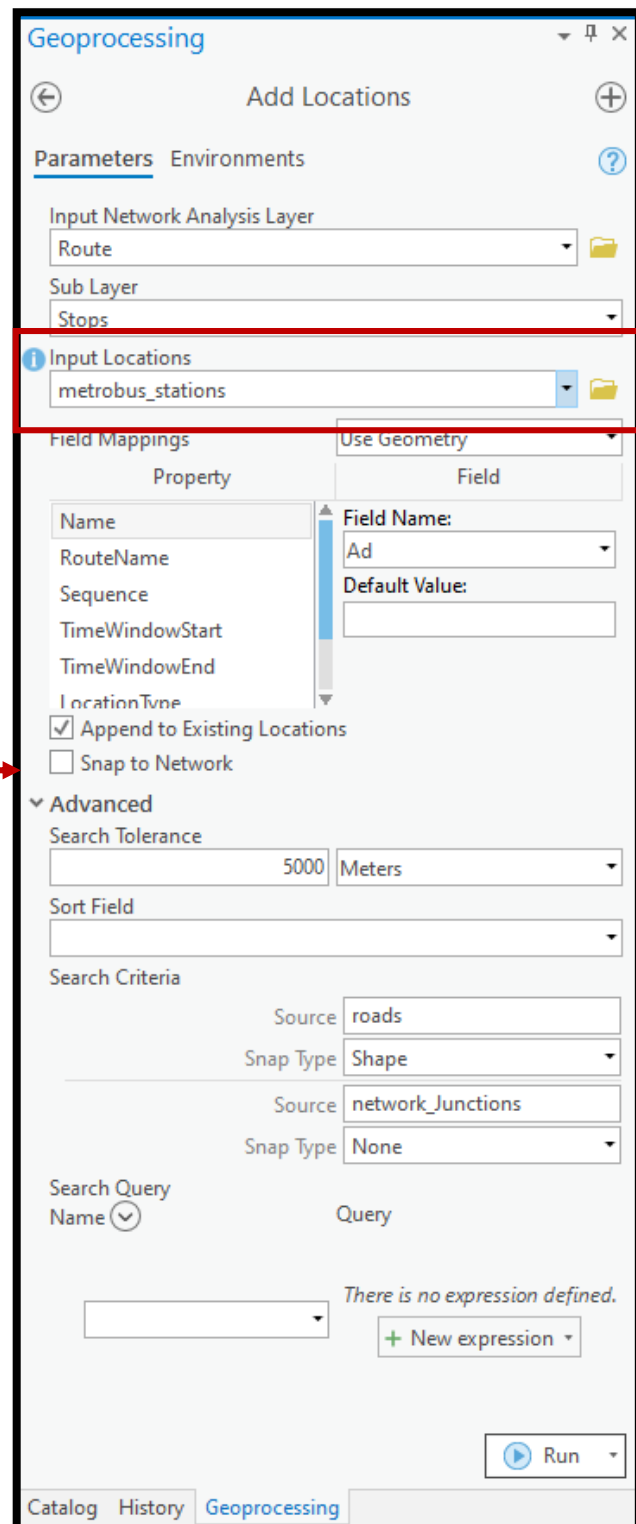 Geoprocessing
Add Locations
Parameters Environments
Input Network Analysis Layer
Route
Sub Layer
Stops
Input Locations
metrobus_stations
Field Mappings Use Geometry
Property Field
Name Field Name:
RouteName Ad
Sequence Default Value:
TimeWindowStart
TimeWindowEnd
LocationType
Append to Existing Locations
Snap to Network
Advanced
Search Tolerance
5000 Meters
Sort Field
Search Criteria
Source roads
Snap Type Shape
Source network_Junctions
Snap Type None
Search Query
Name Query
There is no expression defined.
+ New expression
Run
Catalog History Geoprocessing